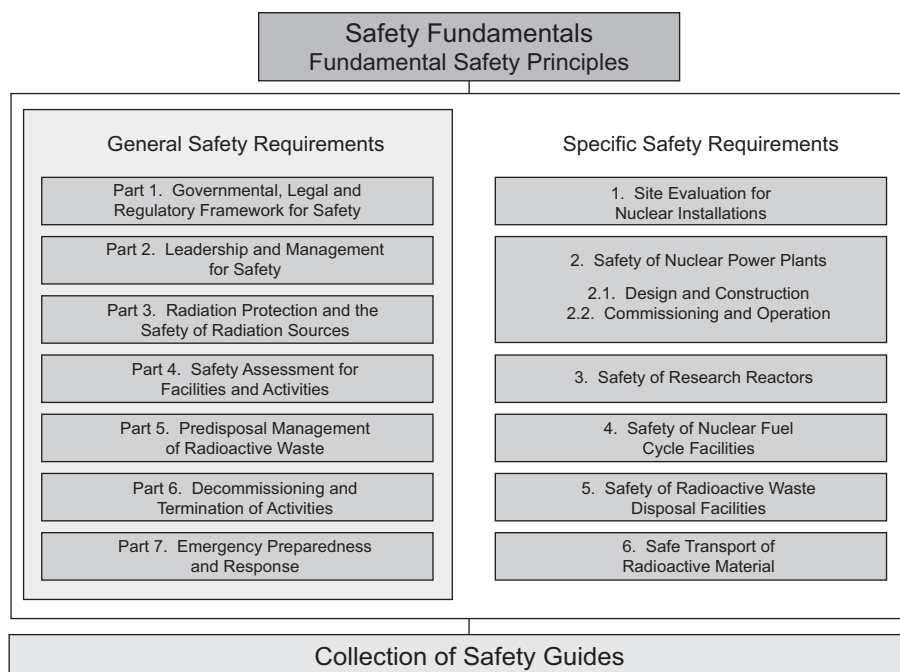 Safety Fundamentals
Fundamental Safety Principles
General Safety Requirements
Part 1. Governmental, Legal and
Regulatory Framework for Safety
Part 2. Leadership and Management
for Safety
Part 3. Radiation Protection and the
Safety of Radiation Sources
Part 4. Safety Assessment for
Facilities and Activities
Part 5. Predisposal Management
of Radioactive Waste
Part 6. Decommissioning and
Termination of Activities
Part 7. Emergency Preparedness
and Response
Specific Safety Requirements
1. Site Evaluation for
Nuclear Installations
2. Safety of Nuclear Power Plants
2.1. Design and Construction
2.2. Commissioning and Operation
3. Safety of Research Reactors
4. Safety of Nuclear Fuel
Cycle Facilities
5. Safety of Radioactive Waste
Disposal Facilities
6. Safe Transport of
Radioactive Material
Collection of Safety Guides